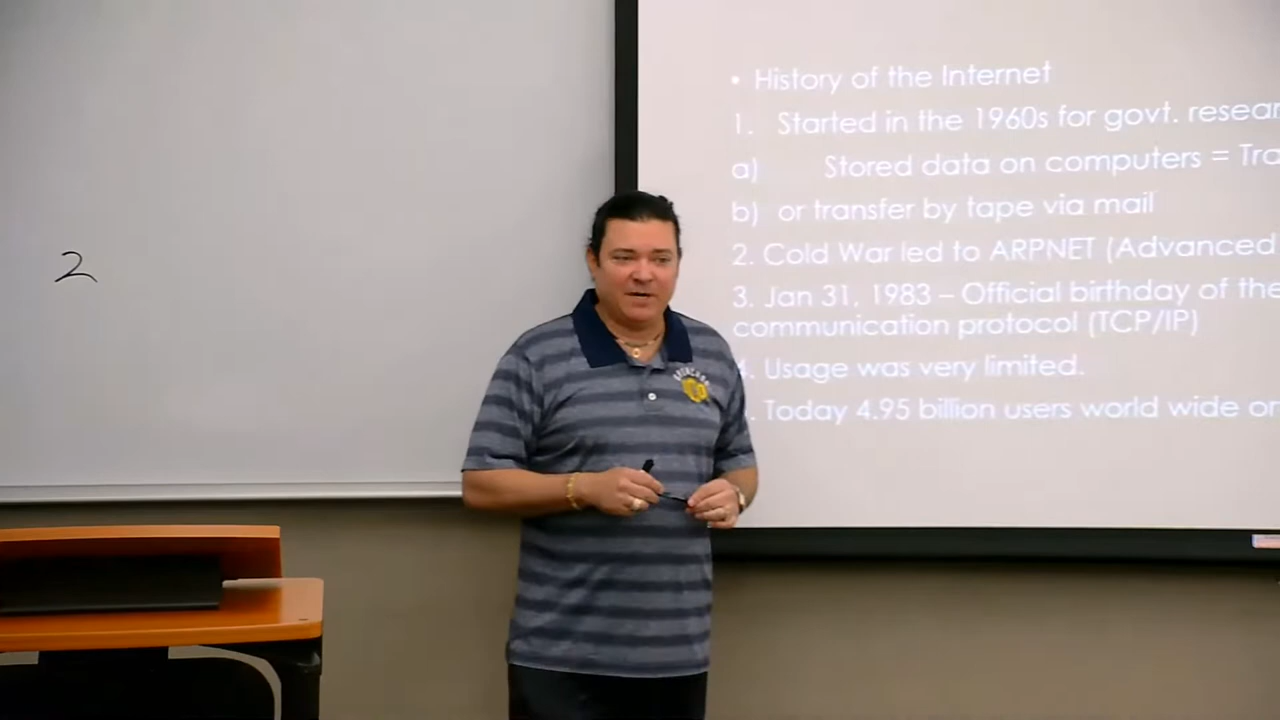 2
• History of the Internet
1. Started in the 1960s for govt. resear
a) Stored data on computers = Tra
b) or transfer by tape via mail
2. Cold War led to ARPNET (Advanced
3. Jan 31, 1983 – Official birthday of the
communication protocol (TCP/IP)
4. Usage was very limited.
. Today 4.95 billion users world wide or